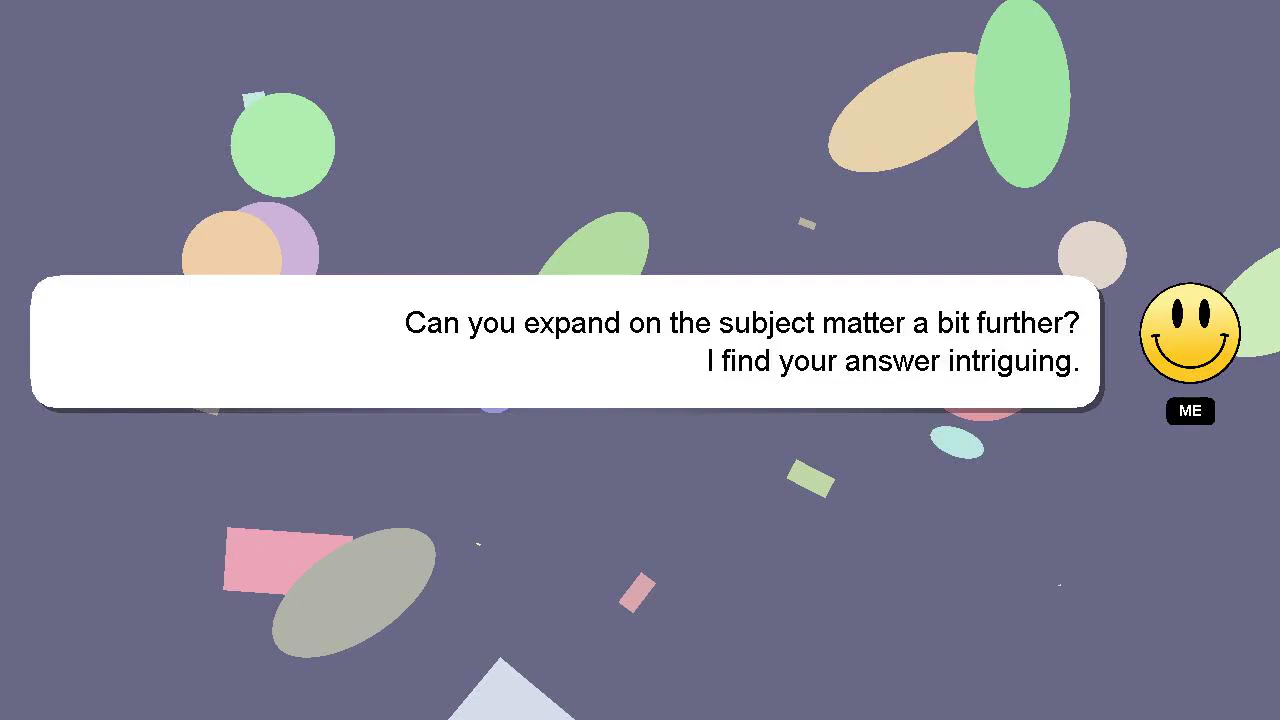 Can you expand on the subject matter a bit further?
I find your answer intriguing.
ME